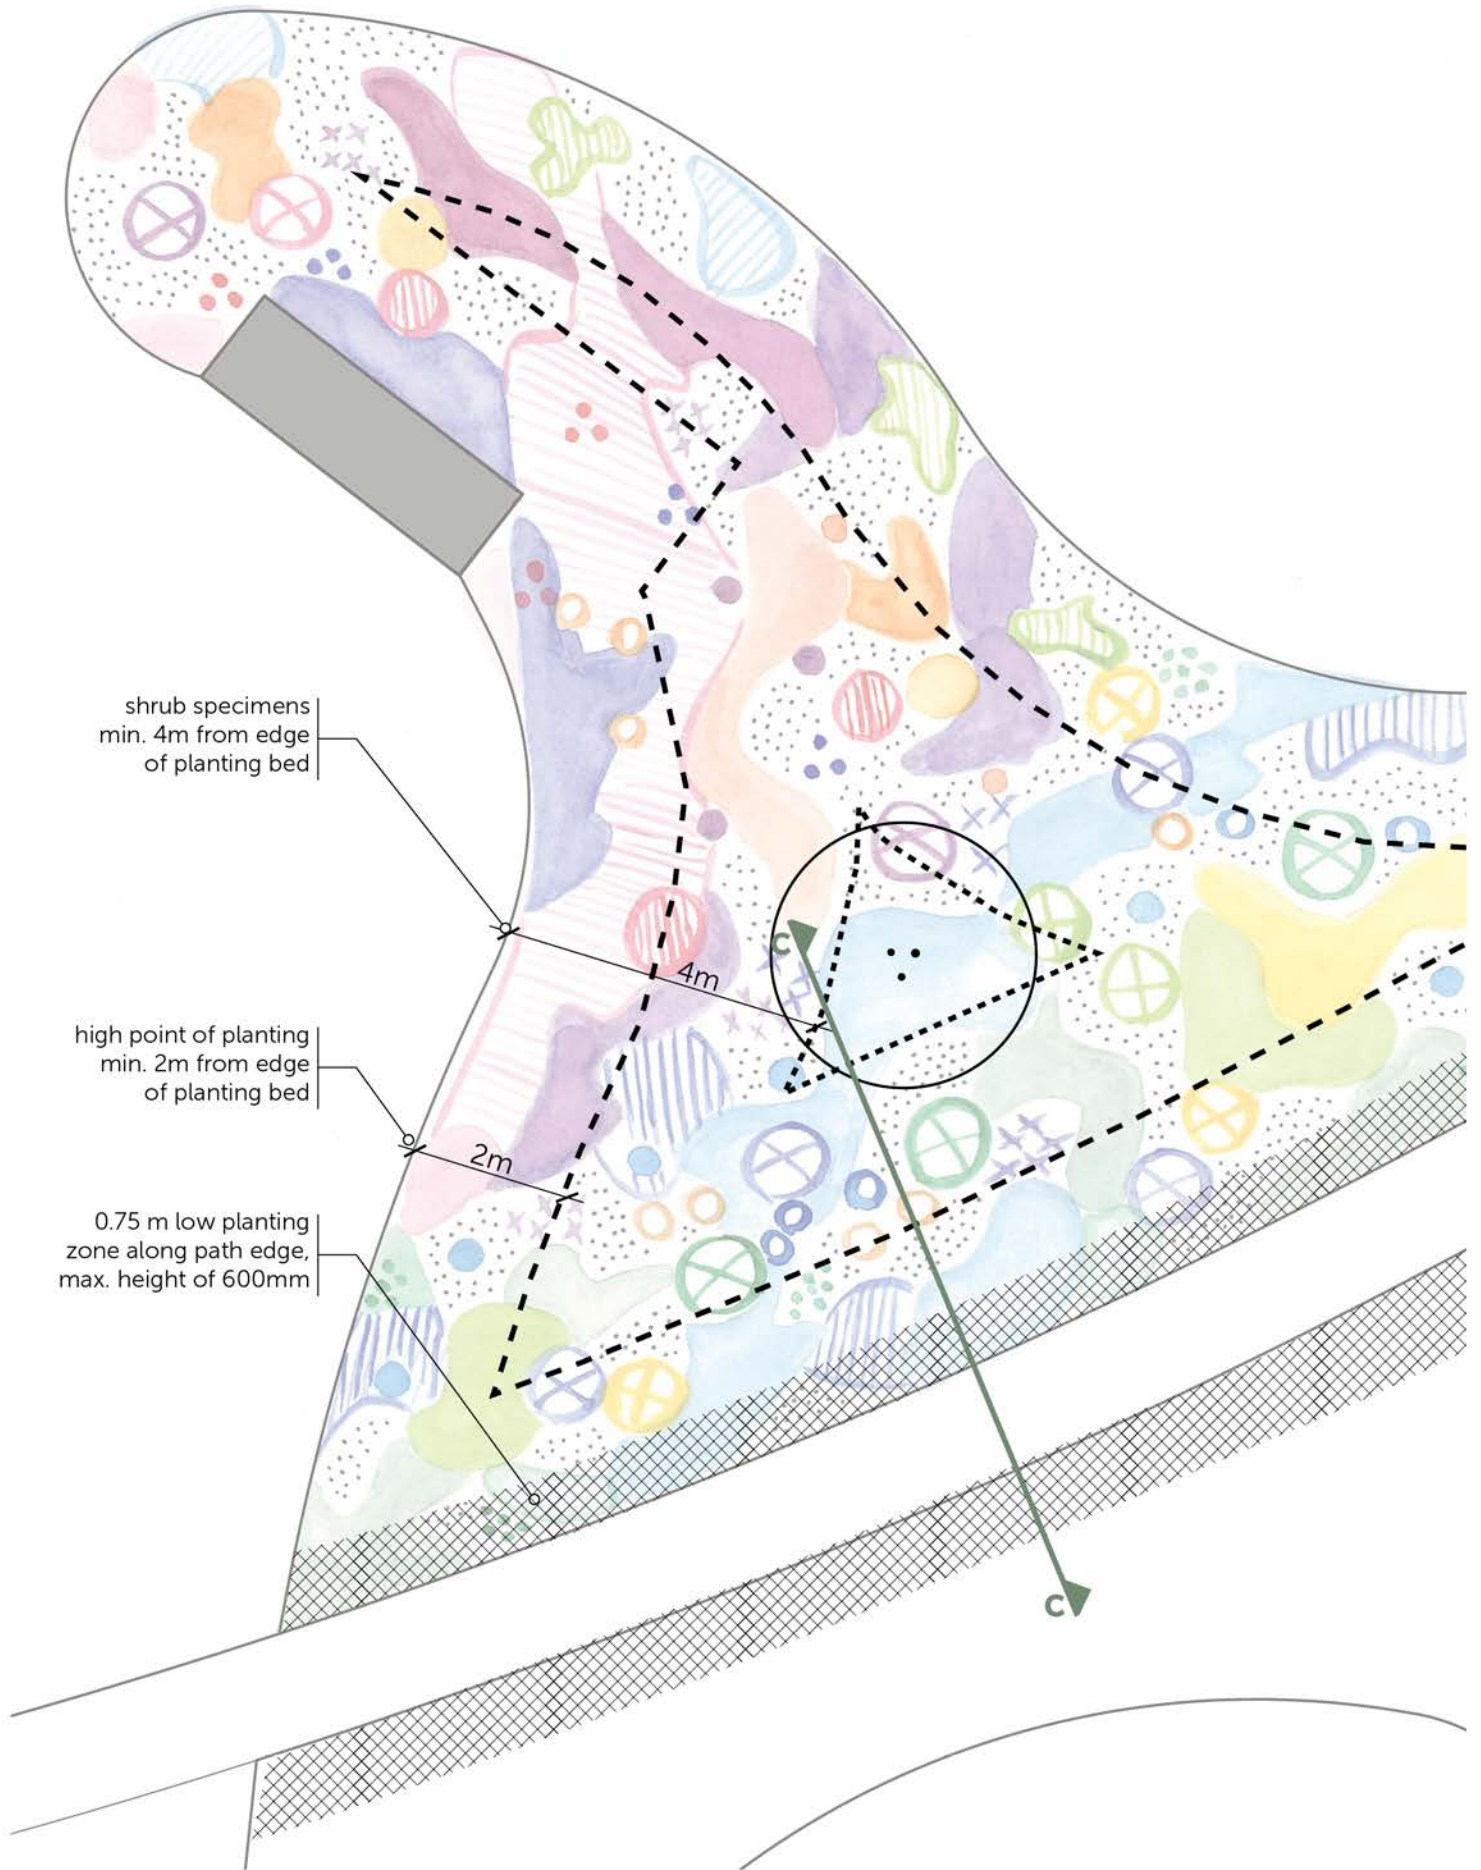 shrub specimens
min. 4m from edge
of planting bed
c
4m
high point of planting
min. 2m from edge
of planting bed
2m
0.75 m low planting
zone along path edge,
max. height of 600mm
c